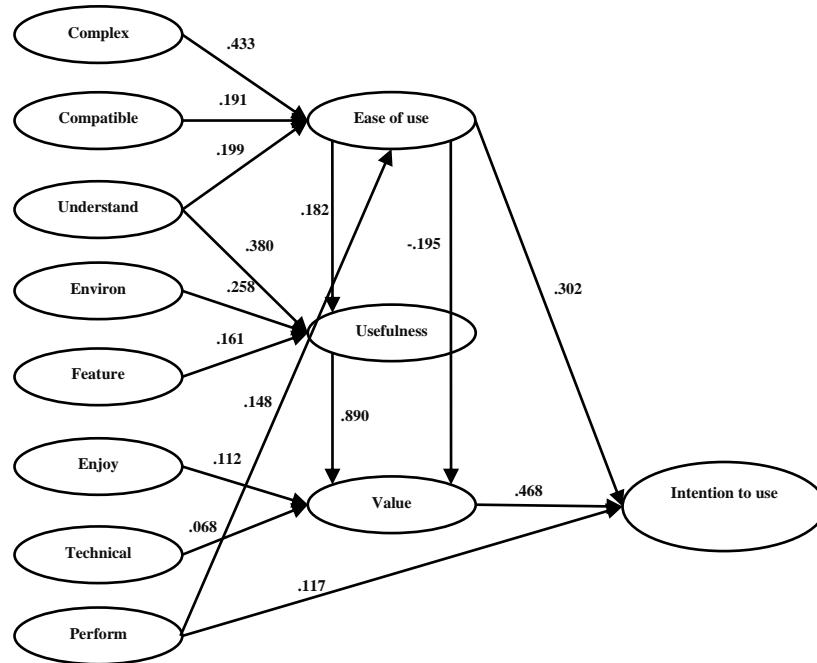 Complex
.433
.191
Compatible
Ease of use
.199
Understand
.182
.380
-.195
Environ
.258
.302
Usefulness
.161
Feature
.148
.890
Enjoy
.112
Value
.468
Intention to use
.068
Technical
.117
Perform